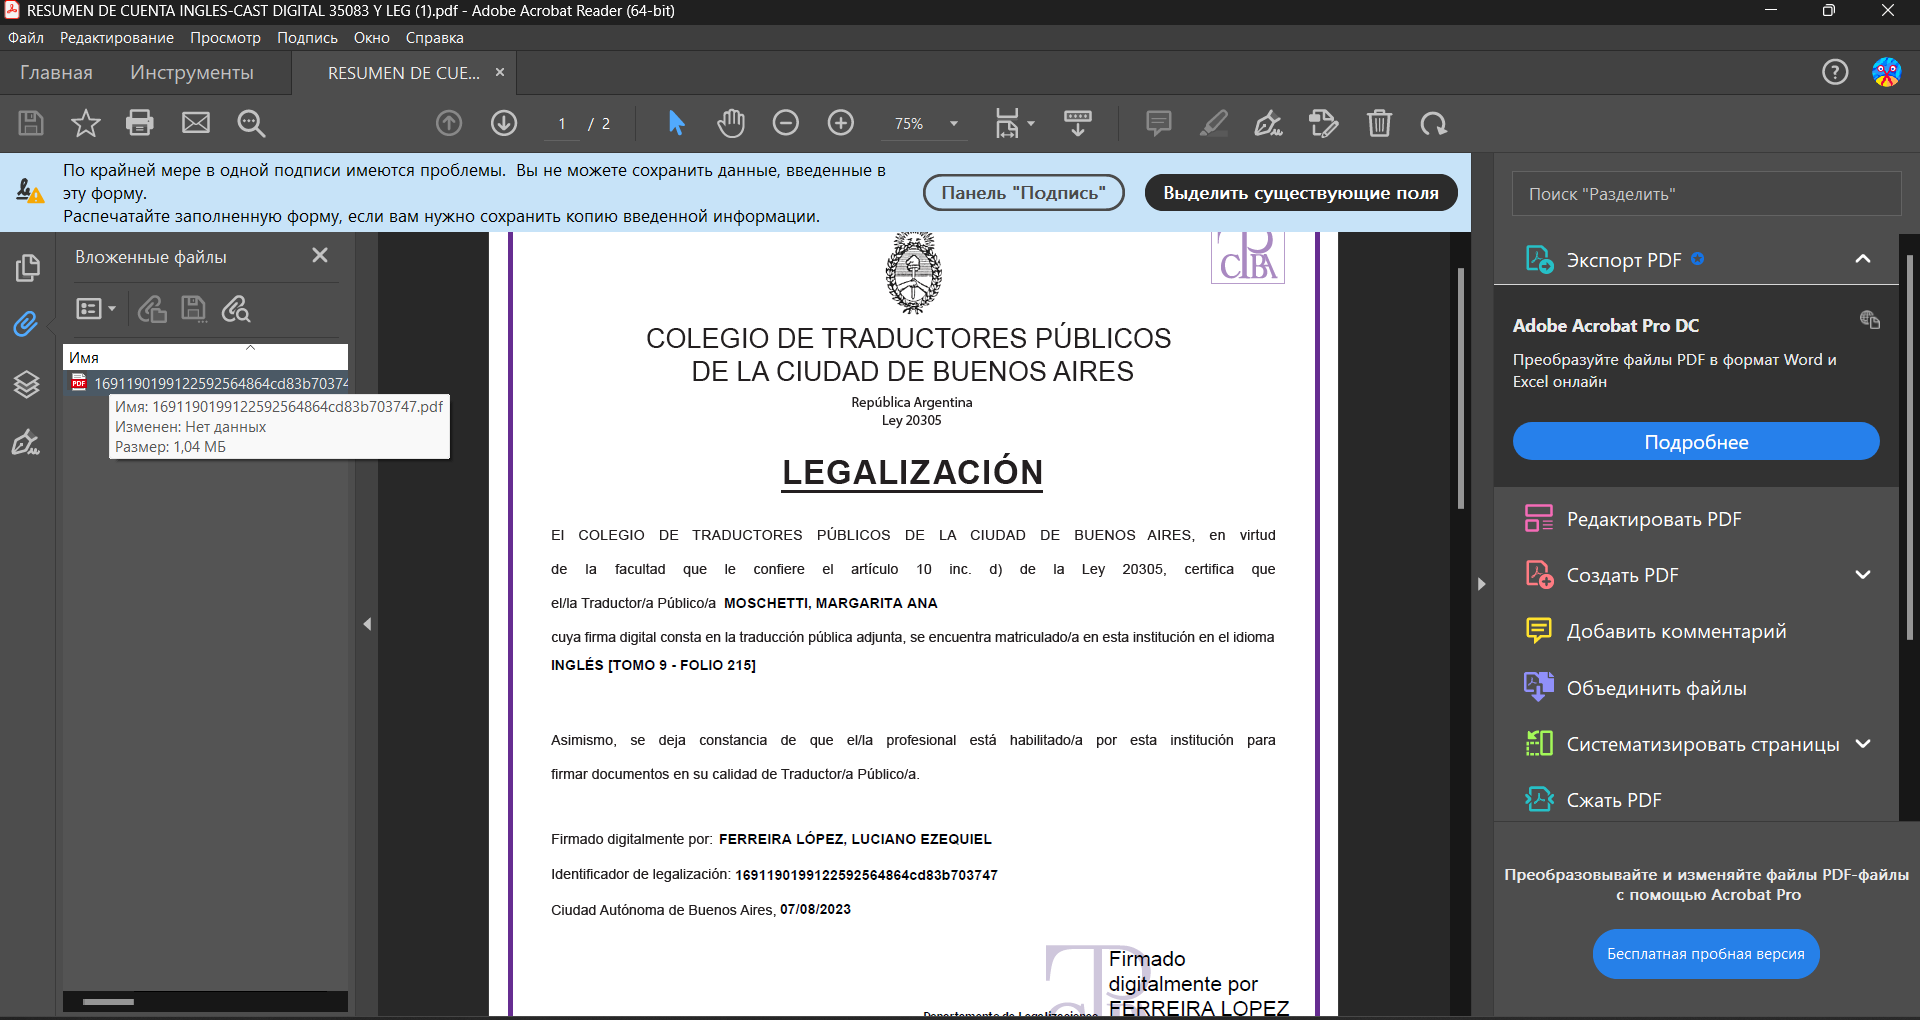 RESUMEN DE CUENTA INGLES-CAST DIGITAL 35083 Y LEG (1).pdf - Adobe Acrobat Reader (64-bit)
Файл Редактирование Просмотр Подпись Окно Справка
Главная Инструменты RESUMEN DE CUE...
1 / 2 75%
По крайней мере в одной подписи имеются проблемы. Вы не можете сохранить данные, введенные в
эту форму.
Распечатайте заполненную форму, если вам нужно сохранить копию введенной информации.
Панель "Подпись"
Выделить существующие поля
Вложенные файлы
Имя
1691190199122592564864cd83b70374
Имя: 1691190199122592564864cd83b703747.pdf
Изменен: Нет данных
Размер: 1,04 МБ
CTPCBA
COLEGIO DE TRADUCTORES PÚBLICOS
DE LA CIUDAD DE BUENOS AIRES
República Argentina
Ley 20305
LEGALIZACIÓN
El COLEGIO DE TRADUCTORES PÚBLICOS DE LA CIUDAD DE BUENOS AIRES, en virtud
de la facultad que le confiere el artículo 10 inc. d) de la Ley 20305, certifica que
el/la Traductor/a Público/a MOSCHETTI, MARGARITA ANA
cuya firma digital consta en la traducción pública adjunta, se encuentra matriculado/a en esta institución en el idioma
INGLÉS [TOMO 9 - FOLIO 215]
Asimismo, se deja constancia de que el/la profesional está habilitado/a por esta institución para
firmar documentos en su calidad de Traductor/a Público/a.
Firmado digitalmente por: FERREIRA LÓPEZ, LUCIANO EZEQUIEL
Identificador de legalización: 1691190199122592564864cd83b703747
Ciudad Autónoma de Buenos Aires, 07/08/2023
Firmado
digitalmente por
FERREIRA LOPEZ
Departamento de Legalizaciones
Поиск "Разделить"
Экспорт PDF
Adobe Acrobat Pro DC
Преобразуйте файлы PDF в формат Word и
Excel онлайн
Подробнее
Редактировать PDF
Создать PDF
Добавить комментарий
Объединить файлы
Систематизировать страницы
Сжать PDF
Преобразовывайте и изменяйте файлы PDF-файлы
с помощью Acrobat Pro
Бесплатная пробная версия